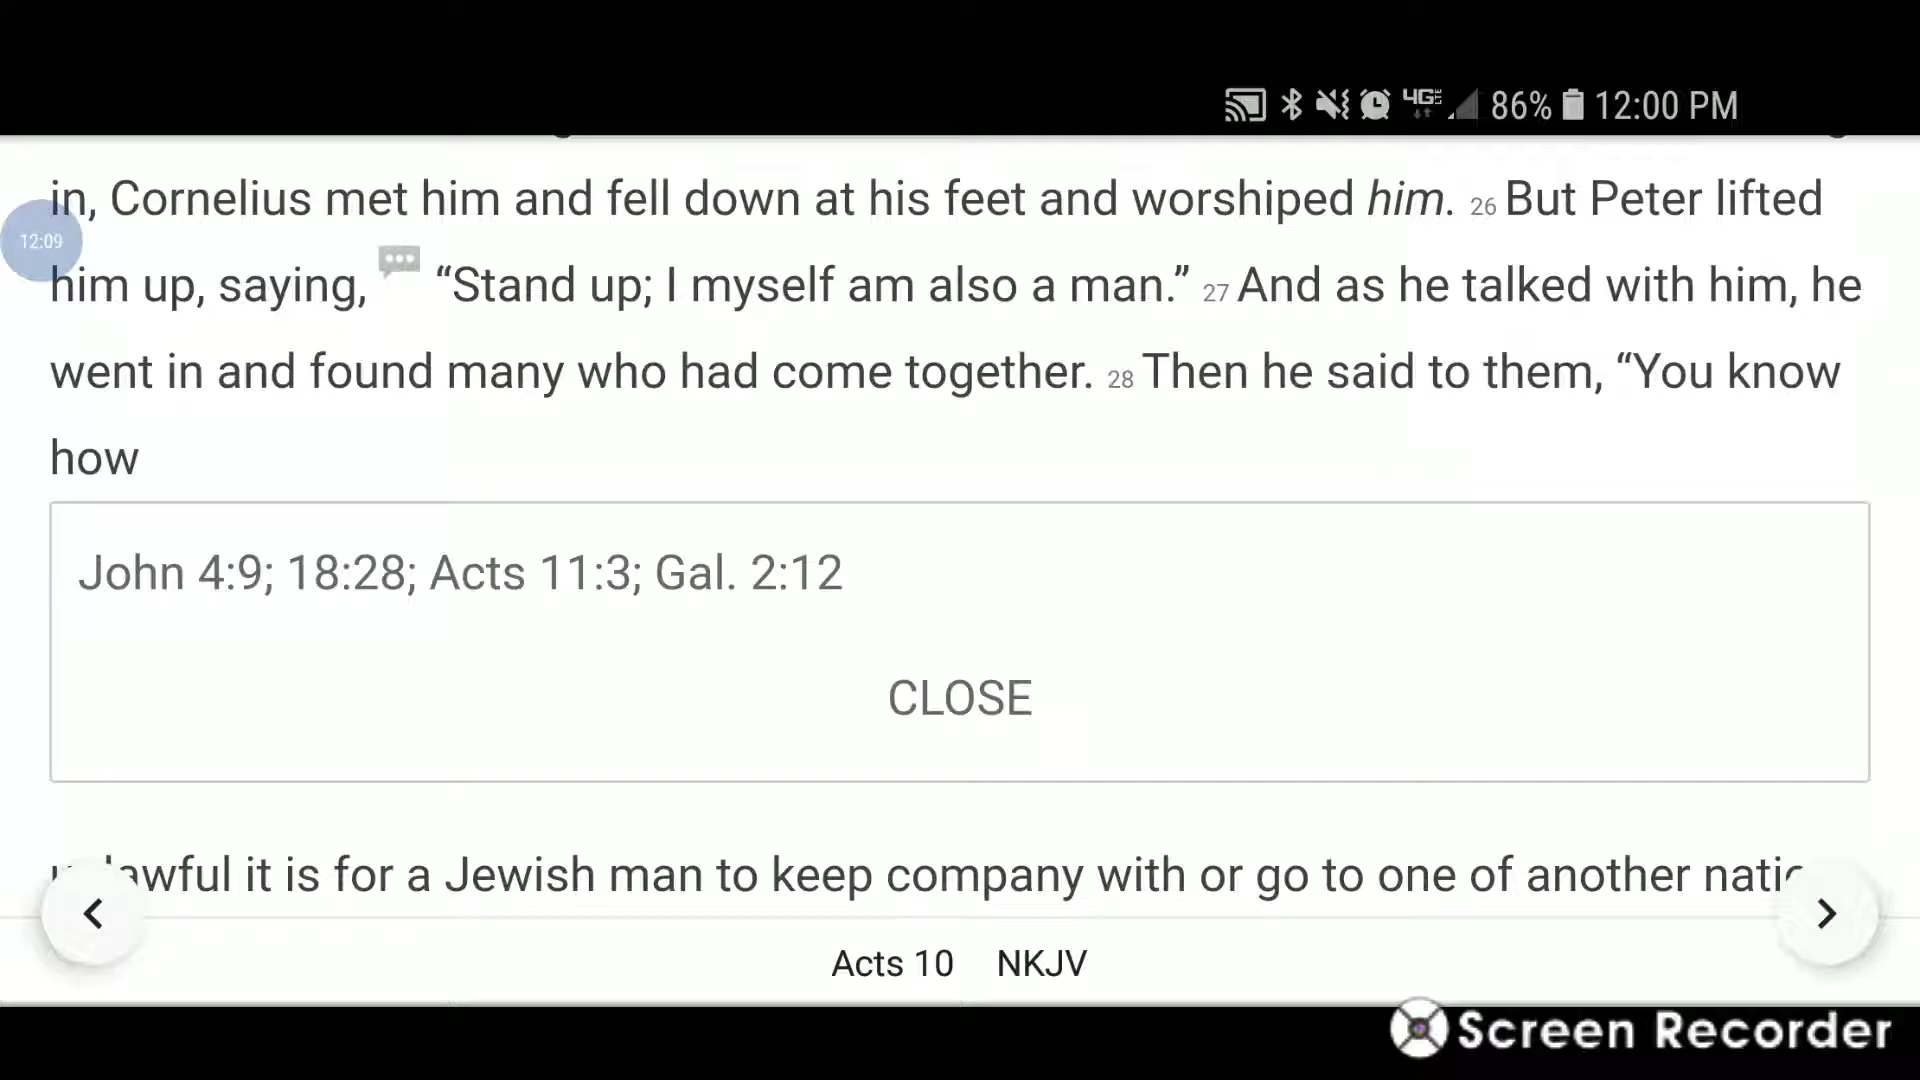 86% 12:00 PM
in, Cornelius met him and fell down at his feet and worshiped him. 26 But Peter lifted
12:09
him up, saying, “Stand up; I myself am also a man.” 27 And as he talked with him, he
went in and found many who had come together. 28 Then he said to them, “You know
how
John 4:9; 18:28; Acts 11:3; Gal. 2:12
CLOSE
it is for a Jewish man to keep company with or go to one of another
Acts 10 NKJV
Screen Recorder